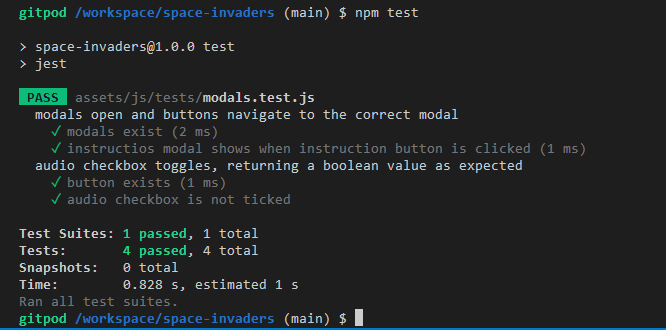 gitpod /workspace/space-invaders (main) $ npm test
> space-invaders@1.0.0 test
> jest
PASS assets/js/tests/modals.test.js
modals open and buttons navigate to the correct modal
✓ modals exist (2 ms)
✓ instructios modal shows when instruction button is clicked (1 ms)
audio checkbox toggles, returning a boolean value as expected
✓ button exists (1 ms)
✓ audio checkbox is not ticked
Test Suites: 1 passed, 1 total
Tests: 4 passed, 4 total
Snapshots: 0 total
Time: 0.828 s, estimated 1 s
Ran all test suites.
gitpod /workspace/space-invaders (main) $